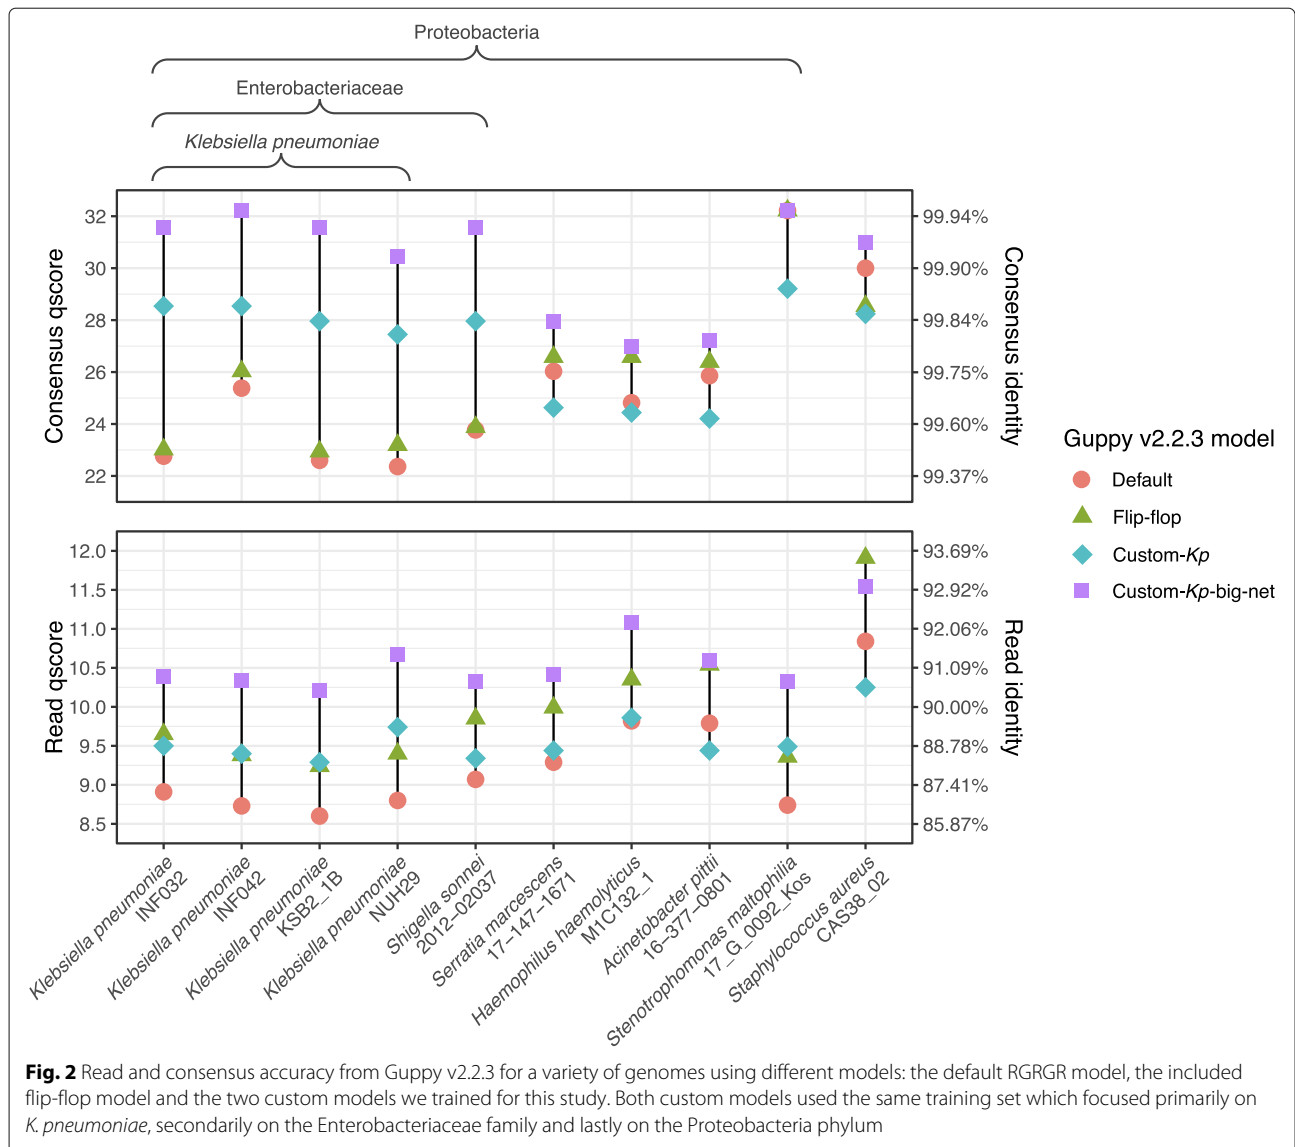 Proteobacteria
Enterobacteriaceae
Klebsiella pneumoniae
Consensus qscore
32
30
28
26
24
22
99.94%
99.90%
99.84%
99.75%
99.60%
99.37%
Consensus identity
Read qscore
12.0
11.5
11.0
10.5
10.0
9.5
9.0
8.5
93.69%
92.92%
92.06%
91.09%
90.00%
88.78%
87.41%
85.87%
Read identity
Klebsiella pneumoniae
INF032
Klebsiella pneumoniae
INF042
Klebsiella pneumoniae
KSB2_1B
Klebsiella pneumoniae
NUH29
Shigella sonnei
2012–02037
Serratia marcescens
17–147–1671
Haemophilus haemolyticus
M1C132_1
Acinetobacter pittii
16–377–0801
Stenotrophomonas maltophilia
17_G_0092_Kos
Staphylococcus aureus
CAS38_02
Guppy v2.2.3 model
Default
Flip-flop
Custom-Kp
Custom-Kp-big-net
Fig. 2 Read and consensus accuracy from Guppy v2.2.3 for a variety of genomes using different models: the default RGRGR model, the included
flip-flop model and the two custom models we trained for this study. Both custom models used the same training set which focused primarily on
K. pneumoniae, secondarily on the Enterobacteriaceae family and lastly on the Proteobacteria phylum